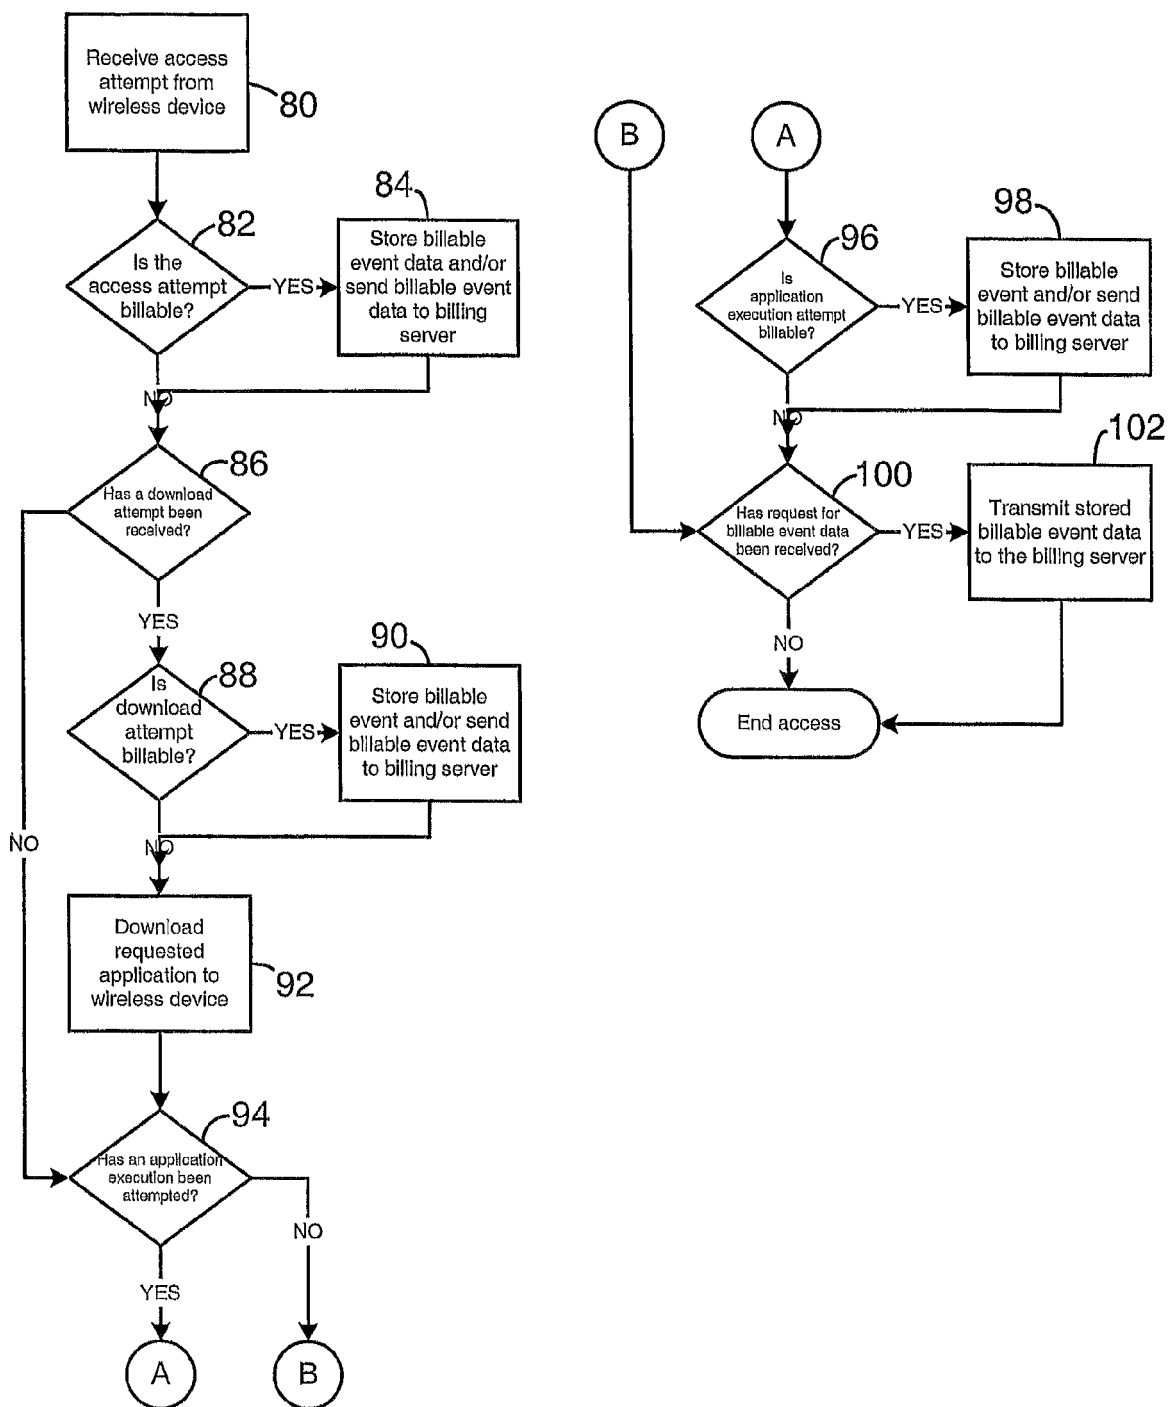 Receive access
attempt from
wireless device
80
82
Is the
access attempt
billable?
YES
84
Store billable
event data and/or
send billable event
data to billing
server
NO
86
Has a download
attempt been
received?
YES
NO
88
Is
download
attempt
billable?
YES
90
Store billable
event and/or send
billable event data
to billing server
NO
Download
requested
application to
wireless device
92
94
Has an application
execution been
attempted?
NO
YES
A
B
B
A
96
Is
application
execution attempt
billable?
YES
98
Store billable
event and/or send
billable event data
to billing server
NO
100
Has request for
billable event data
been received?
YES
102
Transmit stored
billable event data
to the billing server
NO
End access